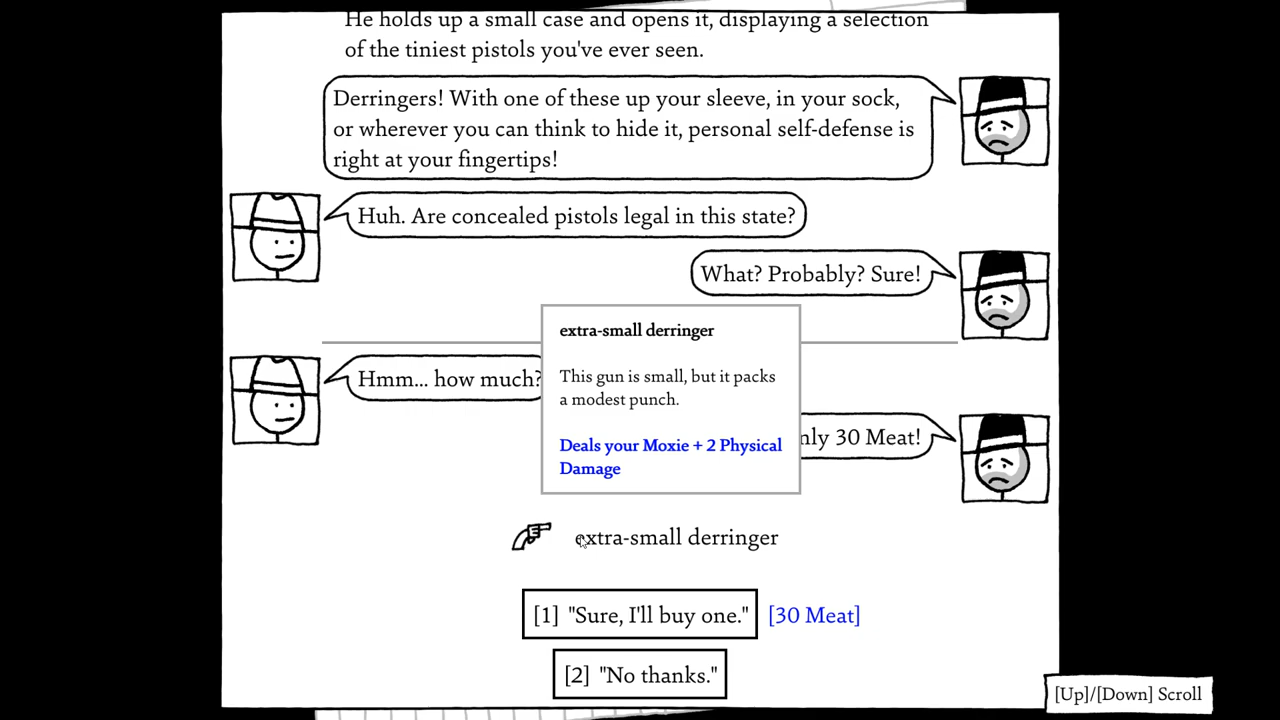 He holds up a small case and opens it, displaying a selection
of the tiniest pistols you've ever seen.
Derringers! With one of these up your sleeve, in your sock,
or wherever you can think to hide it, personal self-defense is
right at your fingertips!
Huh. Are concealed pistols legal in this state?
What? Probably? Sure!
Hmm... how much?
extra-small derringer
This gun is small, but it packs
a modest punch.
Deals your Moxie + 2 Physical
Damage
30 Meat!
extra-small derringer
[1] "Sure, I'll buy one." [30 Meat]
[2] "No thanks."
[Up]/[Down] Scroll